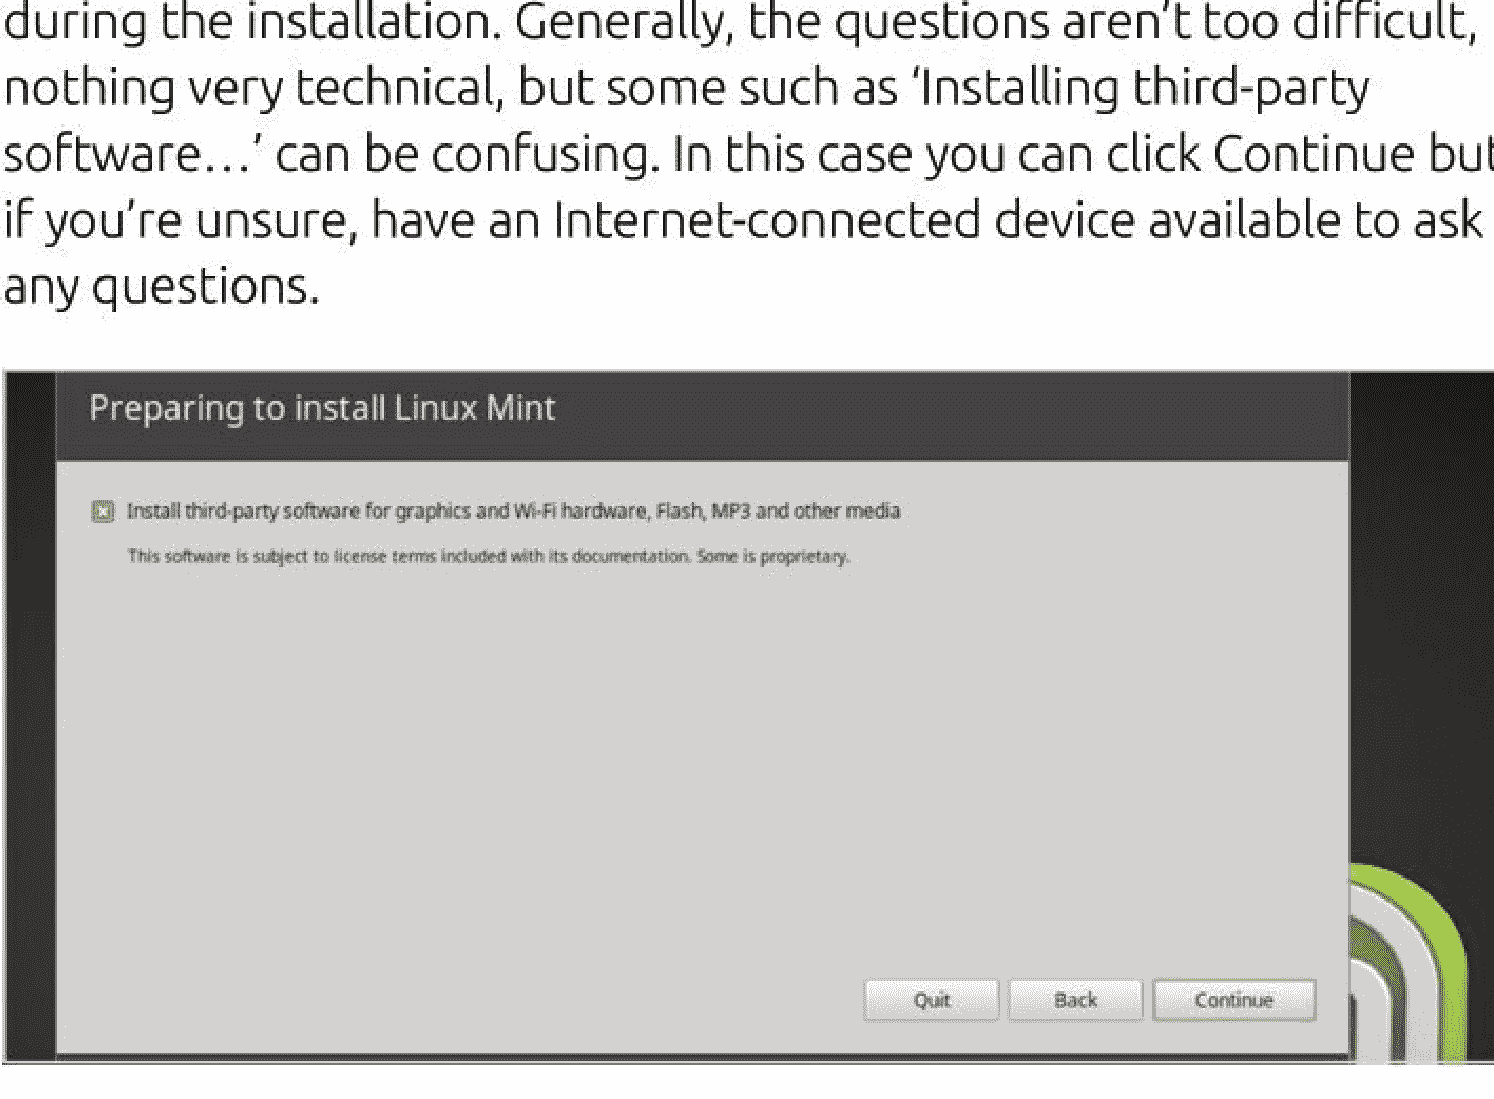 during the installation. Generally, the questions aren’t too difficult,
nothing very technical, but some such as ‘Installing third-party
software…’ can be confusing. In this case you can click Continue but
if you’re unsure, have an Internet-connected device available to ask
any questions.
Preparing to install Linux Mint
Install third-party software for graphics and Wi-Fi hardware, Flash, MP3 and other media
This software is subject to license terms included with its documentation. Some is proprietary.
Quit Back Continue